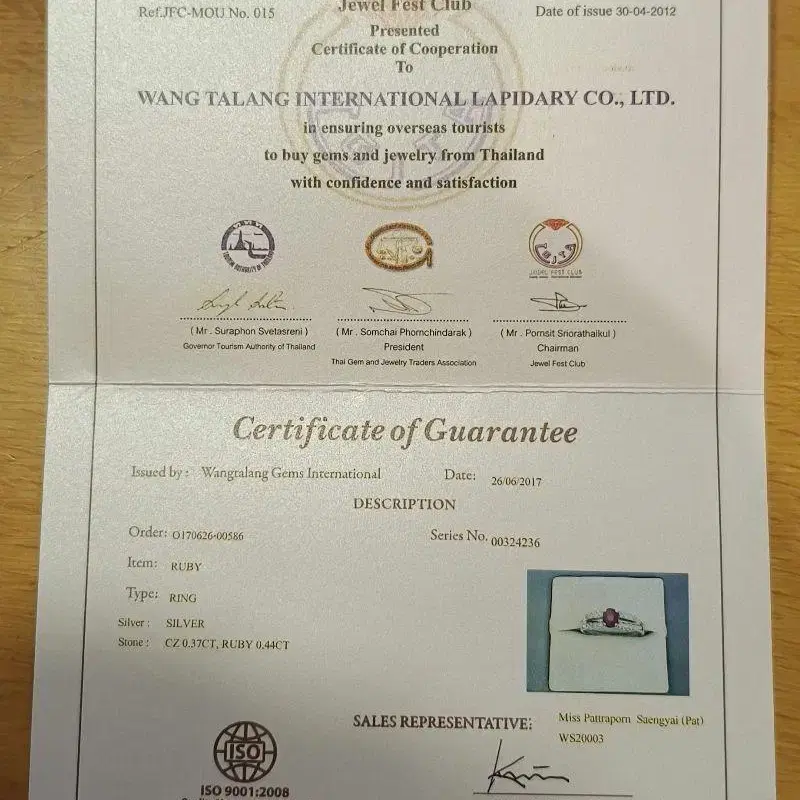 Ref.JFC-MOU No. 015
Jewel Fest Club
Date of issue 30-04-2012
Presented
Certificate of Cooperation
To
WANG TALANG INTERNATIONAL LAPIDARY CO., LTD.
in ensuring overseas tourists
to buy gems and jewelry from Thailand
with confidence and satisfaction
JEWEL FEST CLUB
( Mr . Suraphon Svetasreni )
Governor Tourism Authority of Thailand
( Mr . Somchai Phornchindarak )
President
Thai Gem and Jewelry Traders Association
( Mr . Pornsit Sriorathaikul )
Chairman
Jewel Fest Club
Certificate of Guarantee
Issued by : Wangtalang Gems International
Date: 26/06/2017
DESCRIPTION
Order: O170626-00586
Series No. 00324236
Item: RUBY
Type: RING
Silver : SILVER
Stone : CZ 0.37CT, RUBY 0.44CT
SALES REPRESENTATIVE: Miss Pattraporn Saengyai (Pat)
WS20003
ISO
ISO 9001:2008